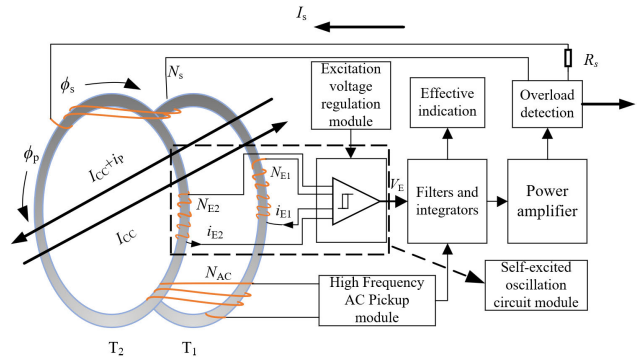 I_s
R_s
ϕ_s
N_s
Excitation
voltage
regulation
module
Effective
indication
Overload
detection
ϕ_p
I_CC+i_P
I_CC
N_E1
N_E2
i_E1
i_E2
V_E
Filters and
integrators
Power
amplifier
N_AC
High Frequency
AC Pickup
module
Self-excited
oscillation
circuit module
T_2
T_1